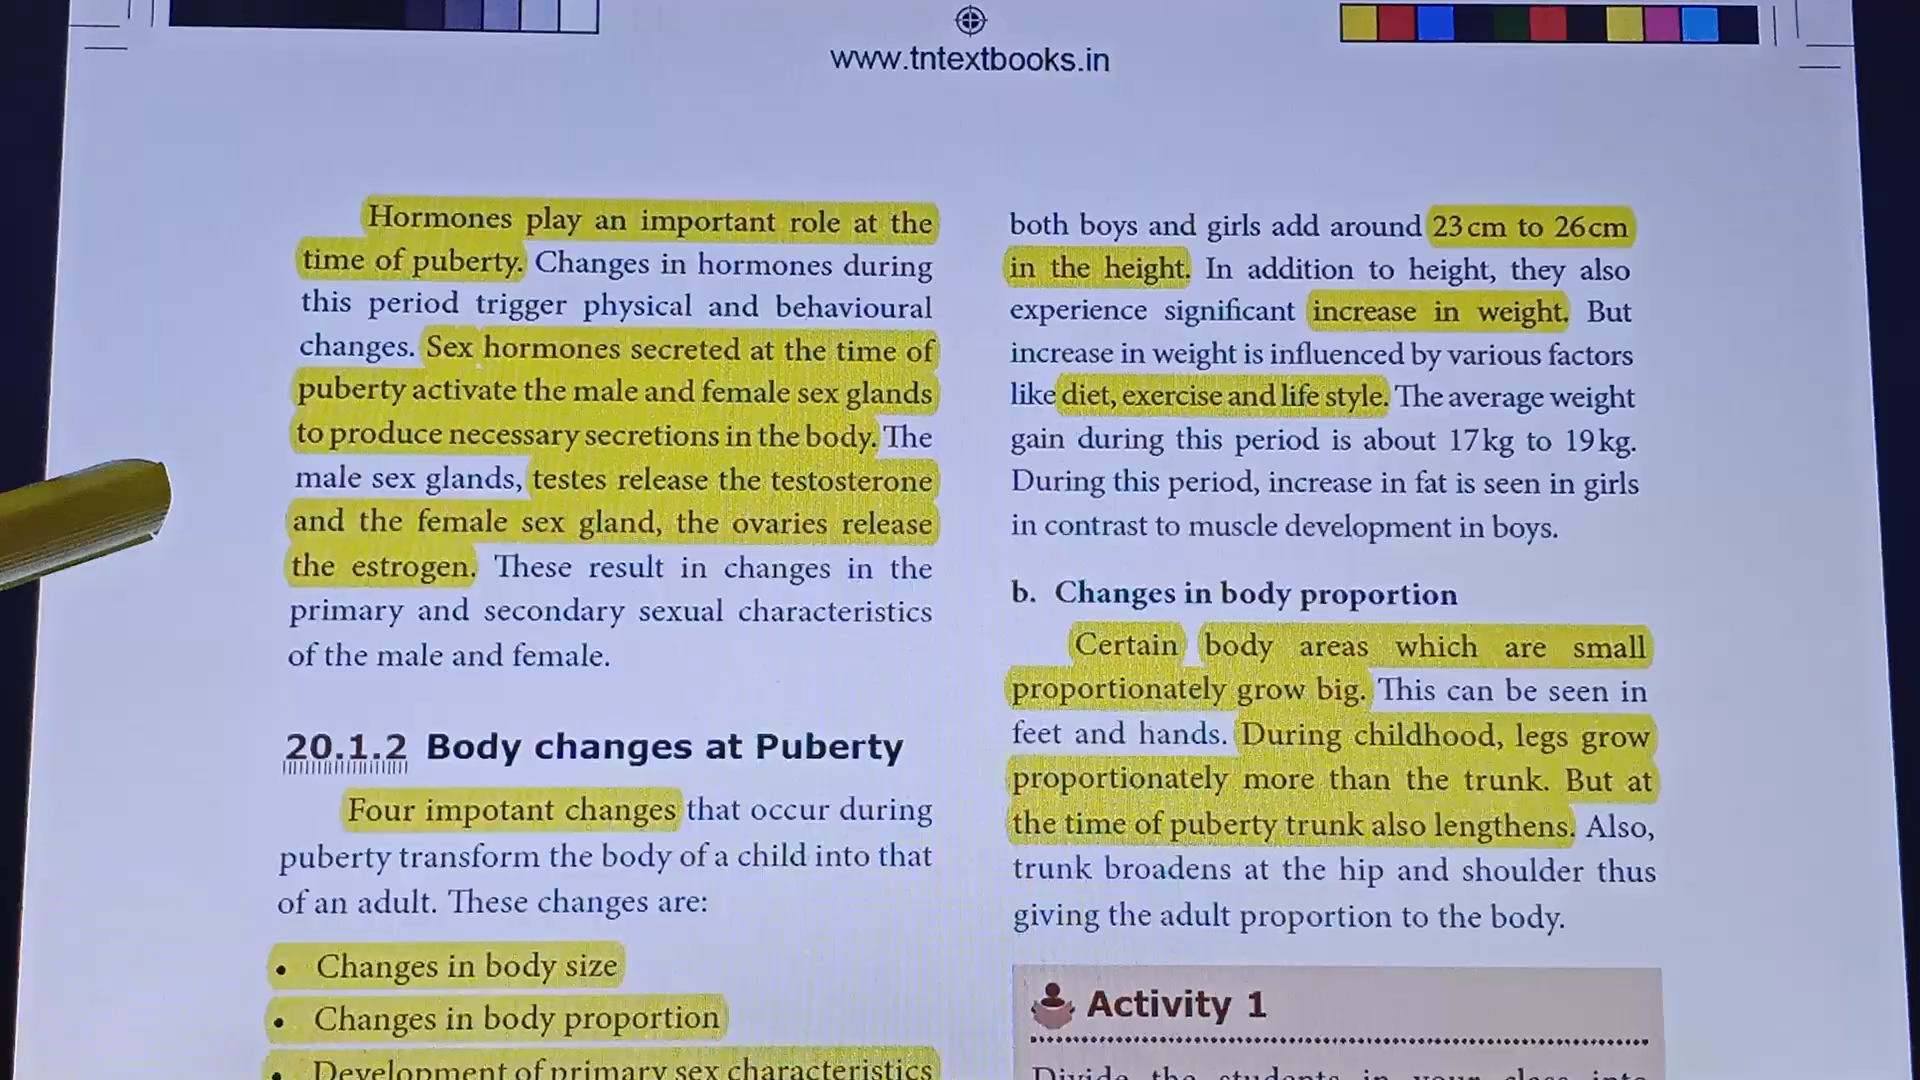 www.tntextbooks.in
Hormones play an important role at the
time of puberty. Changes in hormones during
this period trigger physical and behavioural
changes. Sex hormones secreted at the time of
puberty activate the male and female sex glands
to produce necessary secretions in the body. The
male sex glands, testes release the testosterone
and the female sex gland, the ovaries release
the estrogen. These result in changes in the
primary and secondary sexual characteristics
of the male and female.
20.1.2 Body changes at Puberty
Four impotant changes that occur during
puberty transform the body of a child into that
of an adult. These changes are:
• Changes in body size
• Changes in body proportion
• Development of primary sex characteristics
both boys and girls add around 23 cm to 26 cm
in the height. In addition to height, they also
experience significant increase in weight. But
increase in weight is influenced by various factors
like diet, exercise and life style. The average weight
gain during this period is about 17 kg to 19 kg.
During this period, increase in fat is seen in girls
in contrast to muscle development in boys.
b. Changes in body proportion
Certain body areas which are small
proportionately grow big. This can be seen in
feet and hands. During childhood, legs grow
proportionately more than the trunk. But at
the time of puberty trunk also lengthens. Also,
trunk broadens at the hip and shoulder thus
giving the adult proportion to the body.
Activity 1
Divide the students in your class into